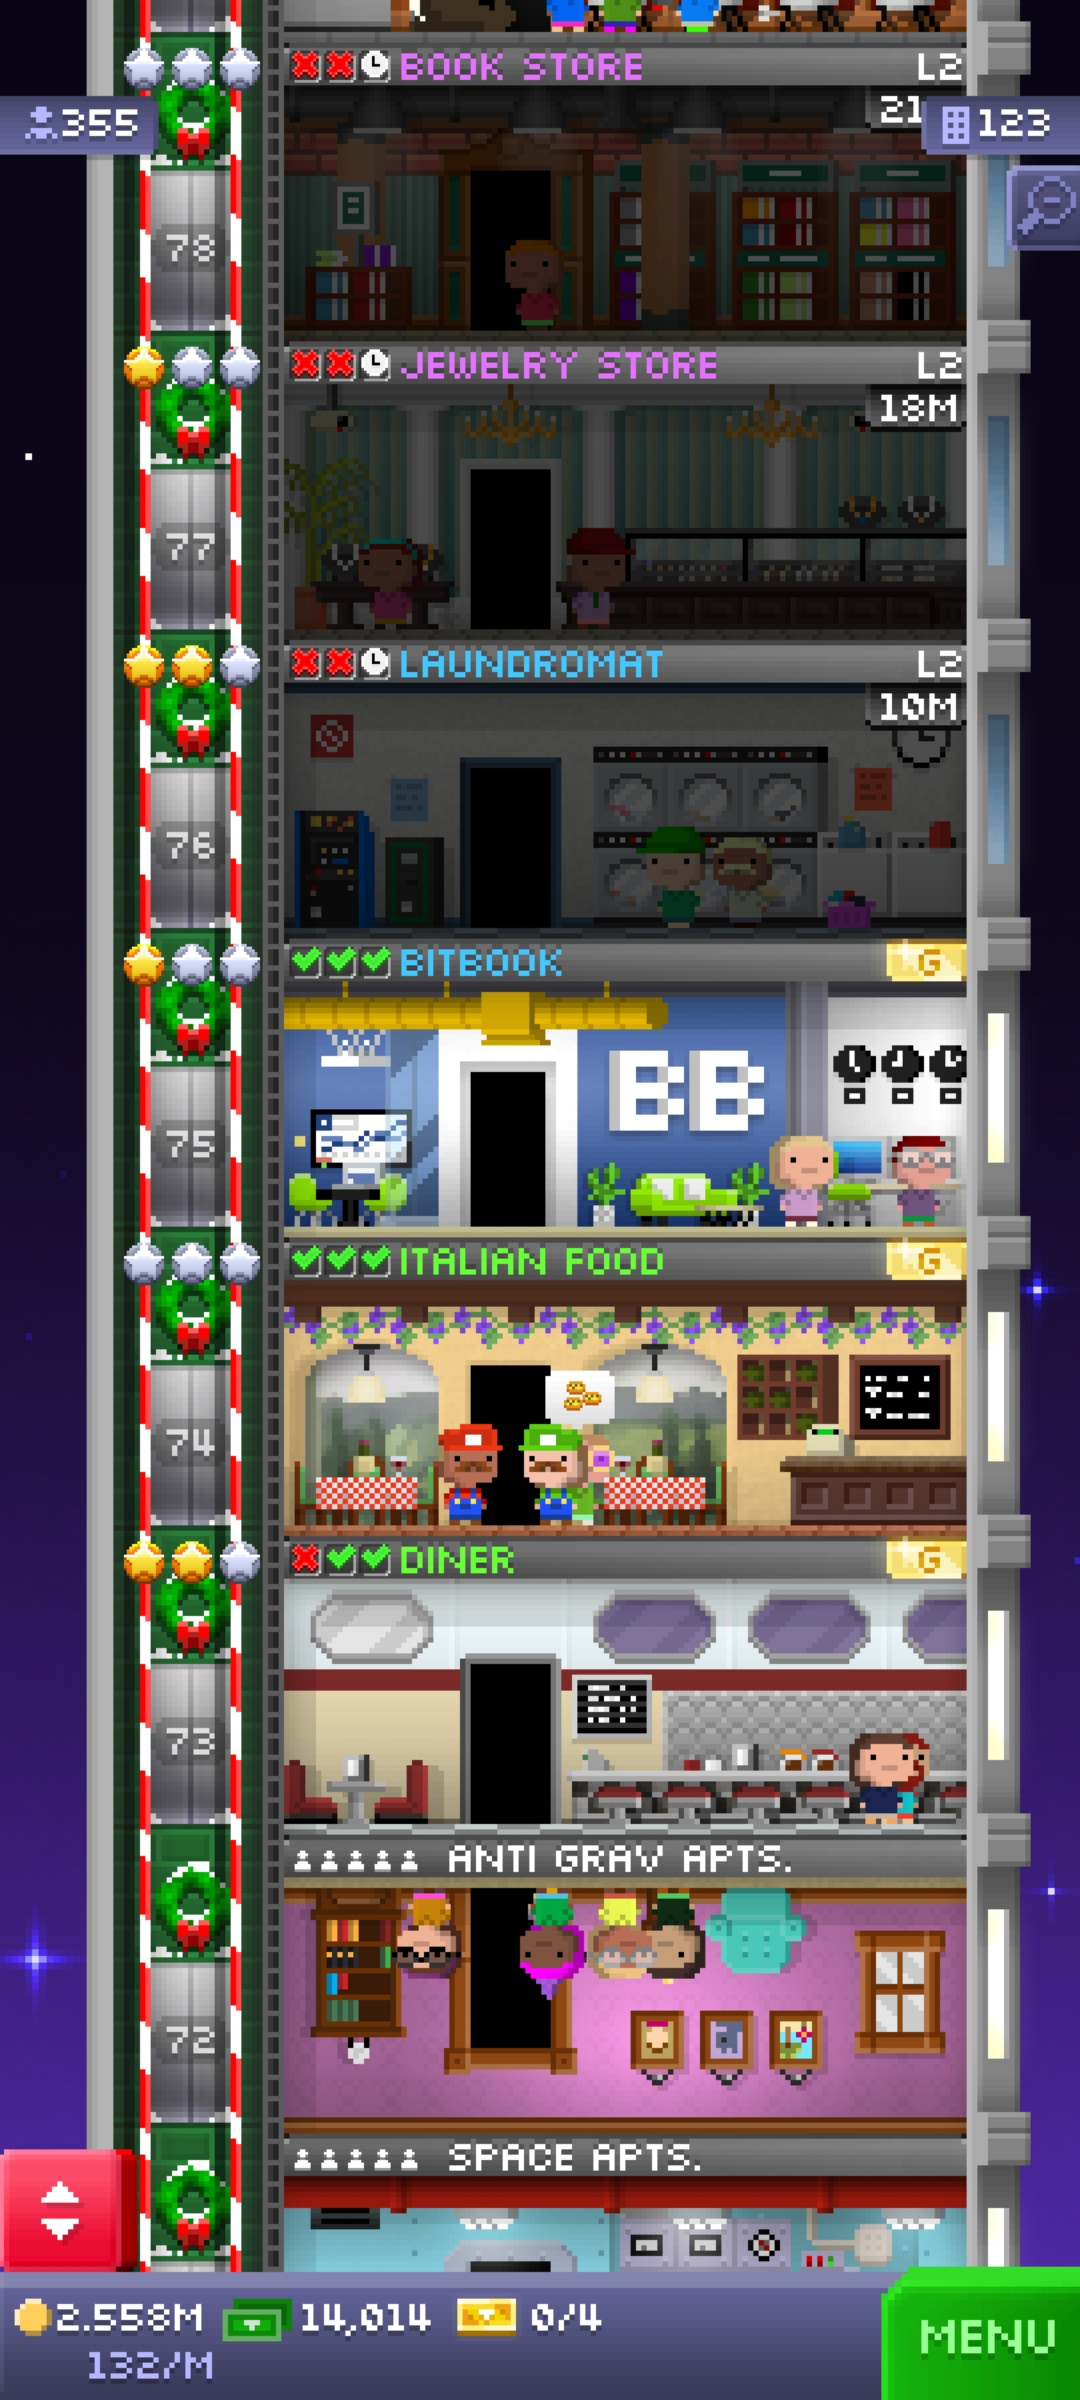 BOOK STORE L2
21
355
123
78
JEWELRY STORE L2
18M
77
LAUNDROMAT L2
10M
76
BITBOOK G
BB
75
ITALIAN FOOD G
74
DINER G
73
ANTI GRAV APTS.
72
SPACE APTS.
2.558M 14,014 0/4
132/M
MENU